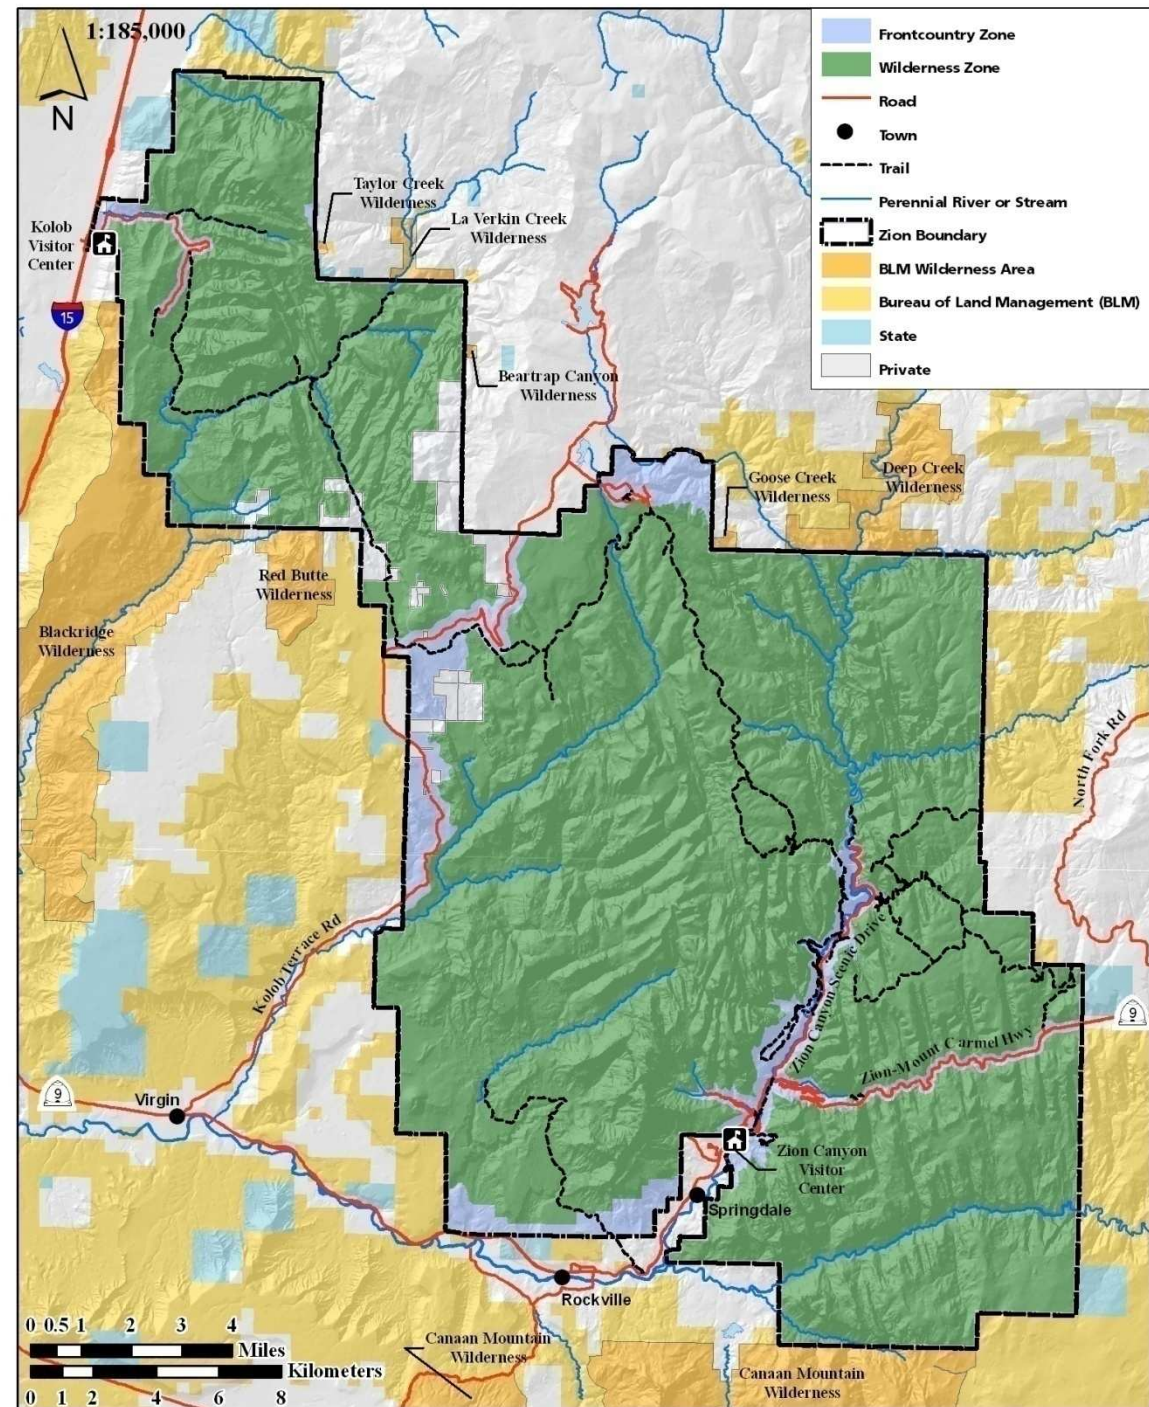 1:185,000
N
Frontcountry Zone
Wilderness Zone
Road
Town
Trail
Perennial River or Stream
Zion Boundary
BLM Wilderness Area
Bureau of Land Management (BLM)
State
Private
Taylor Creek
Wilderness
La Verkin Creek
Wilderness
Kolob
Visitor
Center
15
Beartrap Canyon
Wilderness
Goose Creek
Wilderness
Deep Creek
Wilderness
Red Butte
Wilderness
Blackridge
Wilderness
North Fork Rd
Kolob Terrace Rd
Zion Canyon Scenic Drive
Zion-Mount Carmel Hwy
9
9
Virgin
Zion Canyon
Visitor
Center
Springdale
Rockville
Canaan Mountain
Wilderness
Canaan Mountain
Wilderness
0 0.5 1 2 3 4
Miles
Kilometers
0 1 2 4 6 8